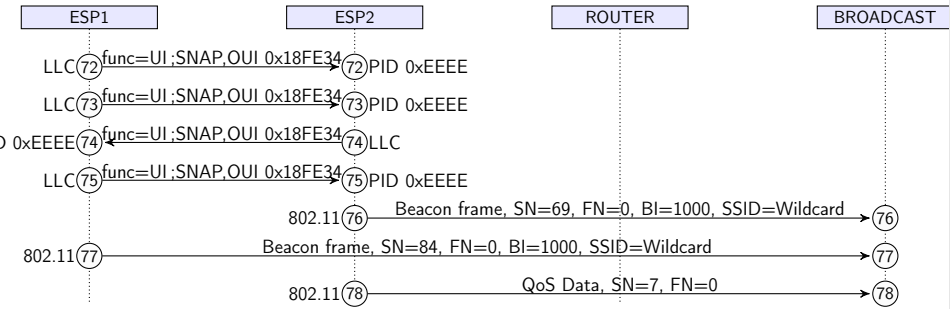 ESP1 ESP2 ROUTER BROADCAST
LLC 72 func=UI;SNAP,OUI 0x18FE34 72 PID 0xEEEE
LLC 73 func=UI;SNAP,OUI 0x18FE34 73 PID 0xEEEE
D 0xEEEE 74 func=UI;SNAP,OUI 0x18FE34 74 LLC
LLC 75 func=UI;SNAP,OUI 0x18FE34 75 PID 0xEEEE
802.11 76 Beacon frame, SN=69, FN=0, BI=1000, SSID=Wildcard 76
802.11 77 Beacon frame, SN=84, FN=0, BI=1000, SSID=Wildcard 77
802.11 78 QoS Data, SN=7, FN=0 78